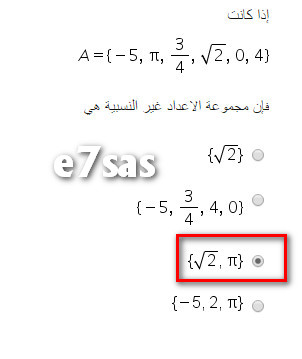 إذا كانت
A={−5, π, 3/4, √2, 0, 4}
فإن مجموعة الاعداد غير النسبية هي
{√2}
e7sas
{−5, 3/4, 4, 0}
{√2, π}
{−5, 2, π}